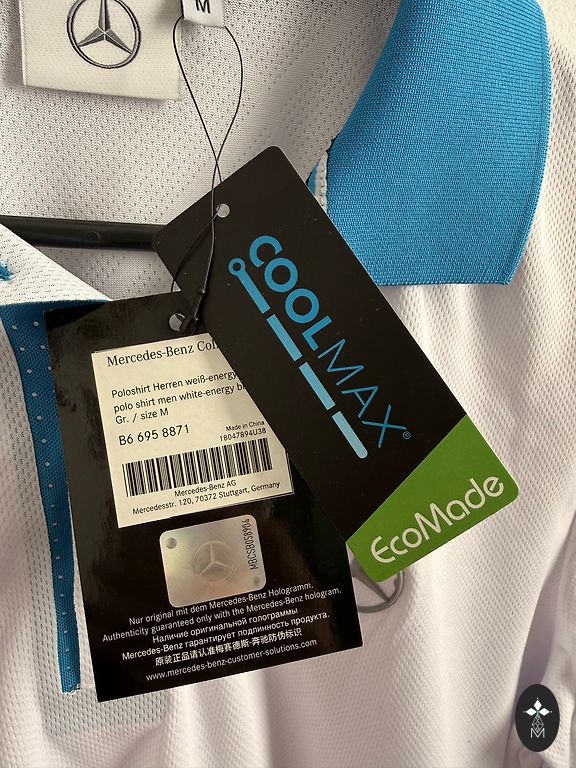 M
COOLMAX®
EcoMade
Mercedes-Benz
Poloshirt Herren weiß-energy
polo shirt men white-energy
Gr. / size M
B6 695 8871
Made in China
18047894U38
Mercedes-Benz AG
Mercedesstr. 120, 70372 Stuttgart, Germany
MBCSB058904
Nur original mit dem Mercedes-Benz Hologramm.
Authenticity guaranteed only with the Mercedes-Benz hologram.
Наличие оригинальной голограммы
Mercedes-Benz гарантирует подлинность продукта.
原装正品请认准梅赛德斯-奔驰防伪标识
www.mercedes-benz-customer-solutions.com
M